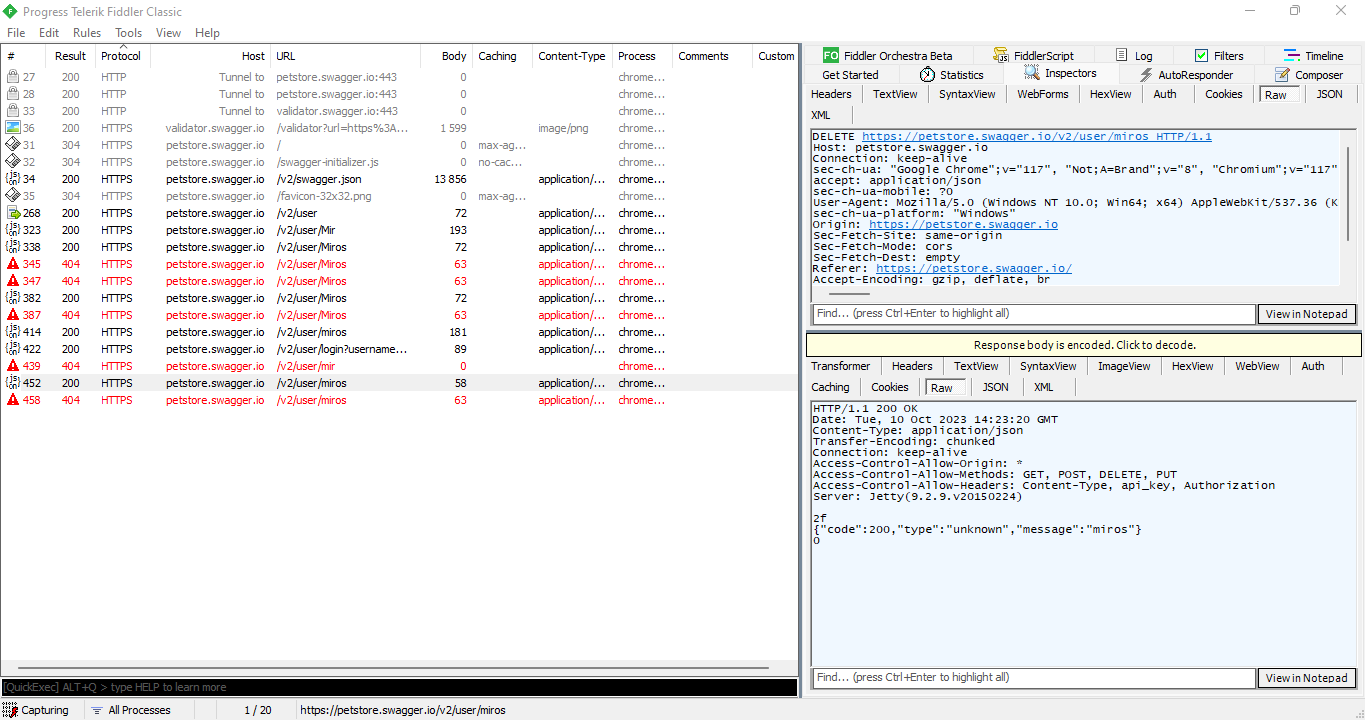 Progress Telerik Fiddler Classic
File Edit Rules Tools View Help
# Result Protocol Host URL Body Caching Content-Type Process Comments Custom
27 200 HTTP Tunnel to petstore.swagger.io:443 0 chrome...
28 200 HTTP Tunnel to petstore.swagger.io:443 0 chrome...
33 200 HTTP Tunnel to validator.swagger.io:443 0 chrome...
36 200 HTTPS validator.swagger.io /validator?url=https%3A... 1 599 image/png chrome...
31 304 HTTPS petstore.swagger.io / 0 max-ag... chrome...
32 304 HTTPS petstore.swagger.io /swagger-initializer.js 0 no-cac... chrome...
34 200 HTTPS petstore.swagger.io /v2/swagger.json 13 856 application/... chrome...
35 304 HTTPS petstore.swagger.io /favicon-32x32.png 0 max-ag... chrome...
268 200 HTTPS petstore.swagger.io /v2/user 72 application/... chrome...
323 200 HTTPS petstore.swagger.io /v2/user/Mir 193 application/... chrome...
338 200 HTTPS petstore.swagger.io /v2/user/Miros 72 application/... chrome...
345 404 HTTPS petstore.swagger.io /v2/user/Miros 63 application/... chrome...
347 404 HTTPS petstore.swagger.io /v2/user/Miros 63 application/... chrome...
382 200 HTTPS petstore.swagger.io /v2/user/Miros 72 application/... chrome...
387 404 HTTPS petstore.swagger.io /v2/user/Miros 63 application/... chrome...
414 200 HTTPS petstore.swagger.io /v2/user/miros 181 application/... chrome...
422 200 HTTPS petstore.swagger.io /v2/user/login?username... 89 application/... chrome...
439 404 HTTPS petstore.swagger.io /v2/user/mir 0 chrome...
452 200 HTTPS petstore.swagger.io /v2/user/miros 58 application/... chrome...
458 404 HTTPS petstore.swagger.io /v2/user/miros 63 application/... chrome...
[QuickExec] ALT+Q > type HELP to learn more
Capturing All Processes 1 / 20 https://petstore.swagger.io/v2/user/miros
FO Fiddler Orchestra Beta FiddlerScript Log Filters Timeline
Get Started Statistics Inspectors AutoResponder Composer
Headers TextView SyntaxView WebForms HexView Auth Cookies Raw JSON
XML
DELETE https://petstore.swagger.io/v2/user/miros HTTP/1.1
Host: petstore.swagger.io
Connection: keep-alive
sec-ch-ua: "Google Chrome";v="117", "Not;A=Brand";v="8", "Chromium";v="117"
accept: application/json
sec-ch-ua-mobile: ?0
User-Agent: Mozilla/5.0 (Windows NT 10.0; Win64; x64) AppleWebKit/537.36 (K
sec-ch-ua-platform: "Windows"
Origin: https://petstore.swagger.io
Sec-Fetch-Site: same-origin
Sec-Fetch-Mode: cors
Sec-Fetch-Dest: empty
Referer: https://petstore.swagger.io/
Accept-Encoding: gzip, deflate, br
Find... (press Ctrl+Enter to highlight all) View in Notepad
Response body is encoded. Click to decode.
Transformer Headers TextView SyntaxView ImageView HexView WebView Auth
Caching Cookies Raw JSON XML
HTTP/1.1 200 OK
Date: Tue, 10 Oct 2023 14:23:20 GMT
Content-Type: application/json
Transfer-Encoding: chunked
Connection: keep-alive
Access-Control-Allow-Origin: *
Access-Control-Allow-Methods: GET, POST, DELETE, PUT
Access-Control-Allow-Headers: Content-Type, api_key, Authorization
Server: Jetty(9.2.9.v20150224)
2f
{"code":200,"type":"unknown","message":"miros"}
0
Find... (press Ctrl+Enter to highlight all) View in Notepad